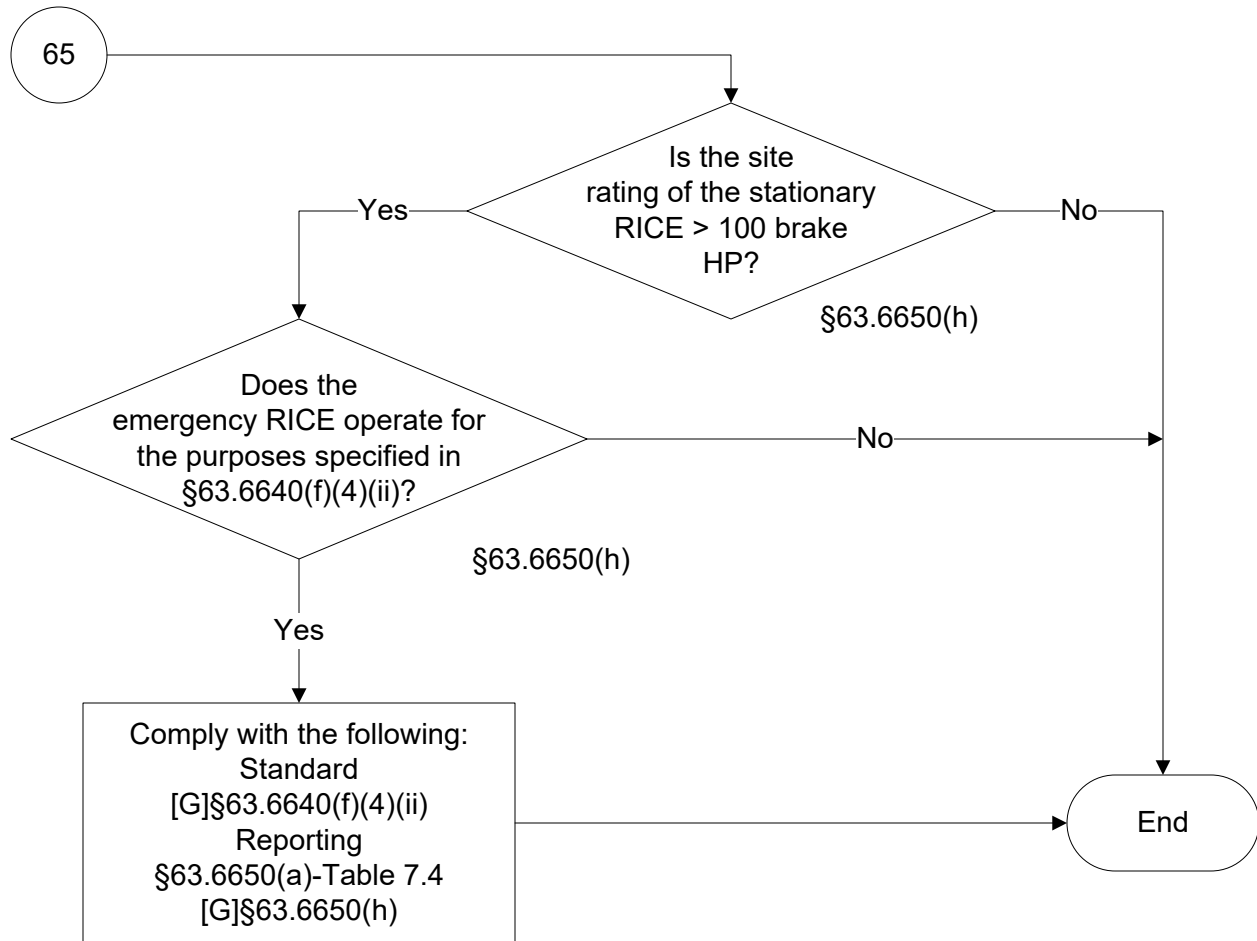 65
Is the site
rating of the stationary
RICE > 100 brake
HP?
Yes
No
§63.6650(h)
Does the
emergency RICE operate for
the purposes specified in
§63.6640(f)(4)(ii)?
No
§63.6650(h)
Yes
Comply with the following:
Standard
[G]§63.6640(f)(4)(ii)
Reporting
§63.6650(a)-Table 7.4
[G]§63.6650(h)
End